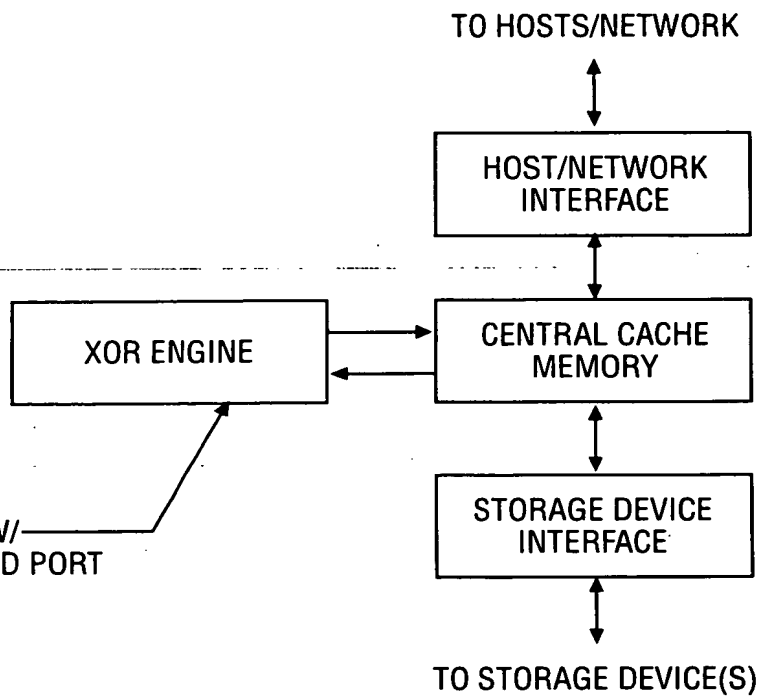 TO HOSTS/NETWORK
HOST/NETWORK
INTERFACE
XOR ENGINE
CENTRAL CACHE
MEMORY
STORAGE DEVICE
INTERFACE
D PORT
TO STORAGE DEVICE(S)